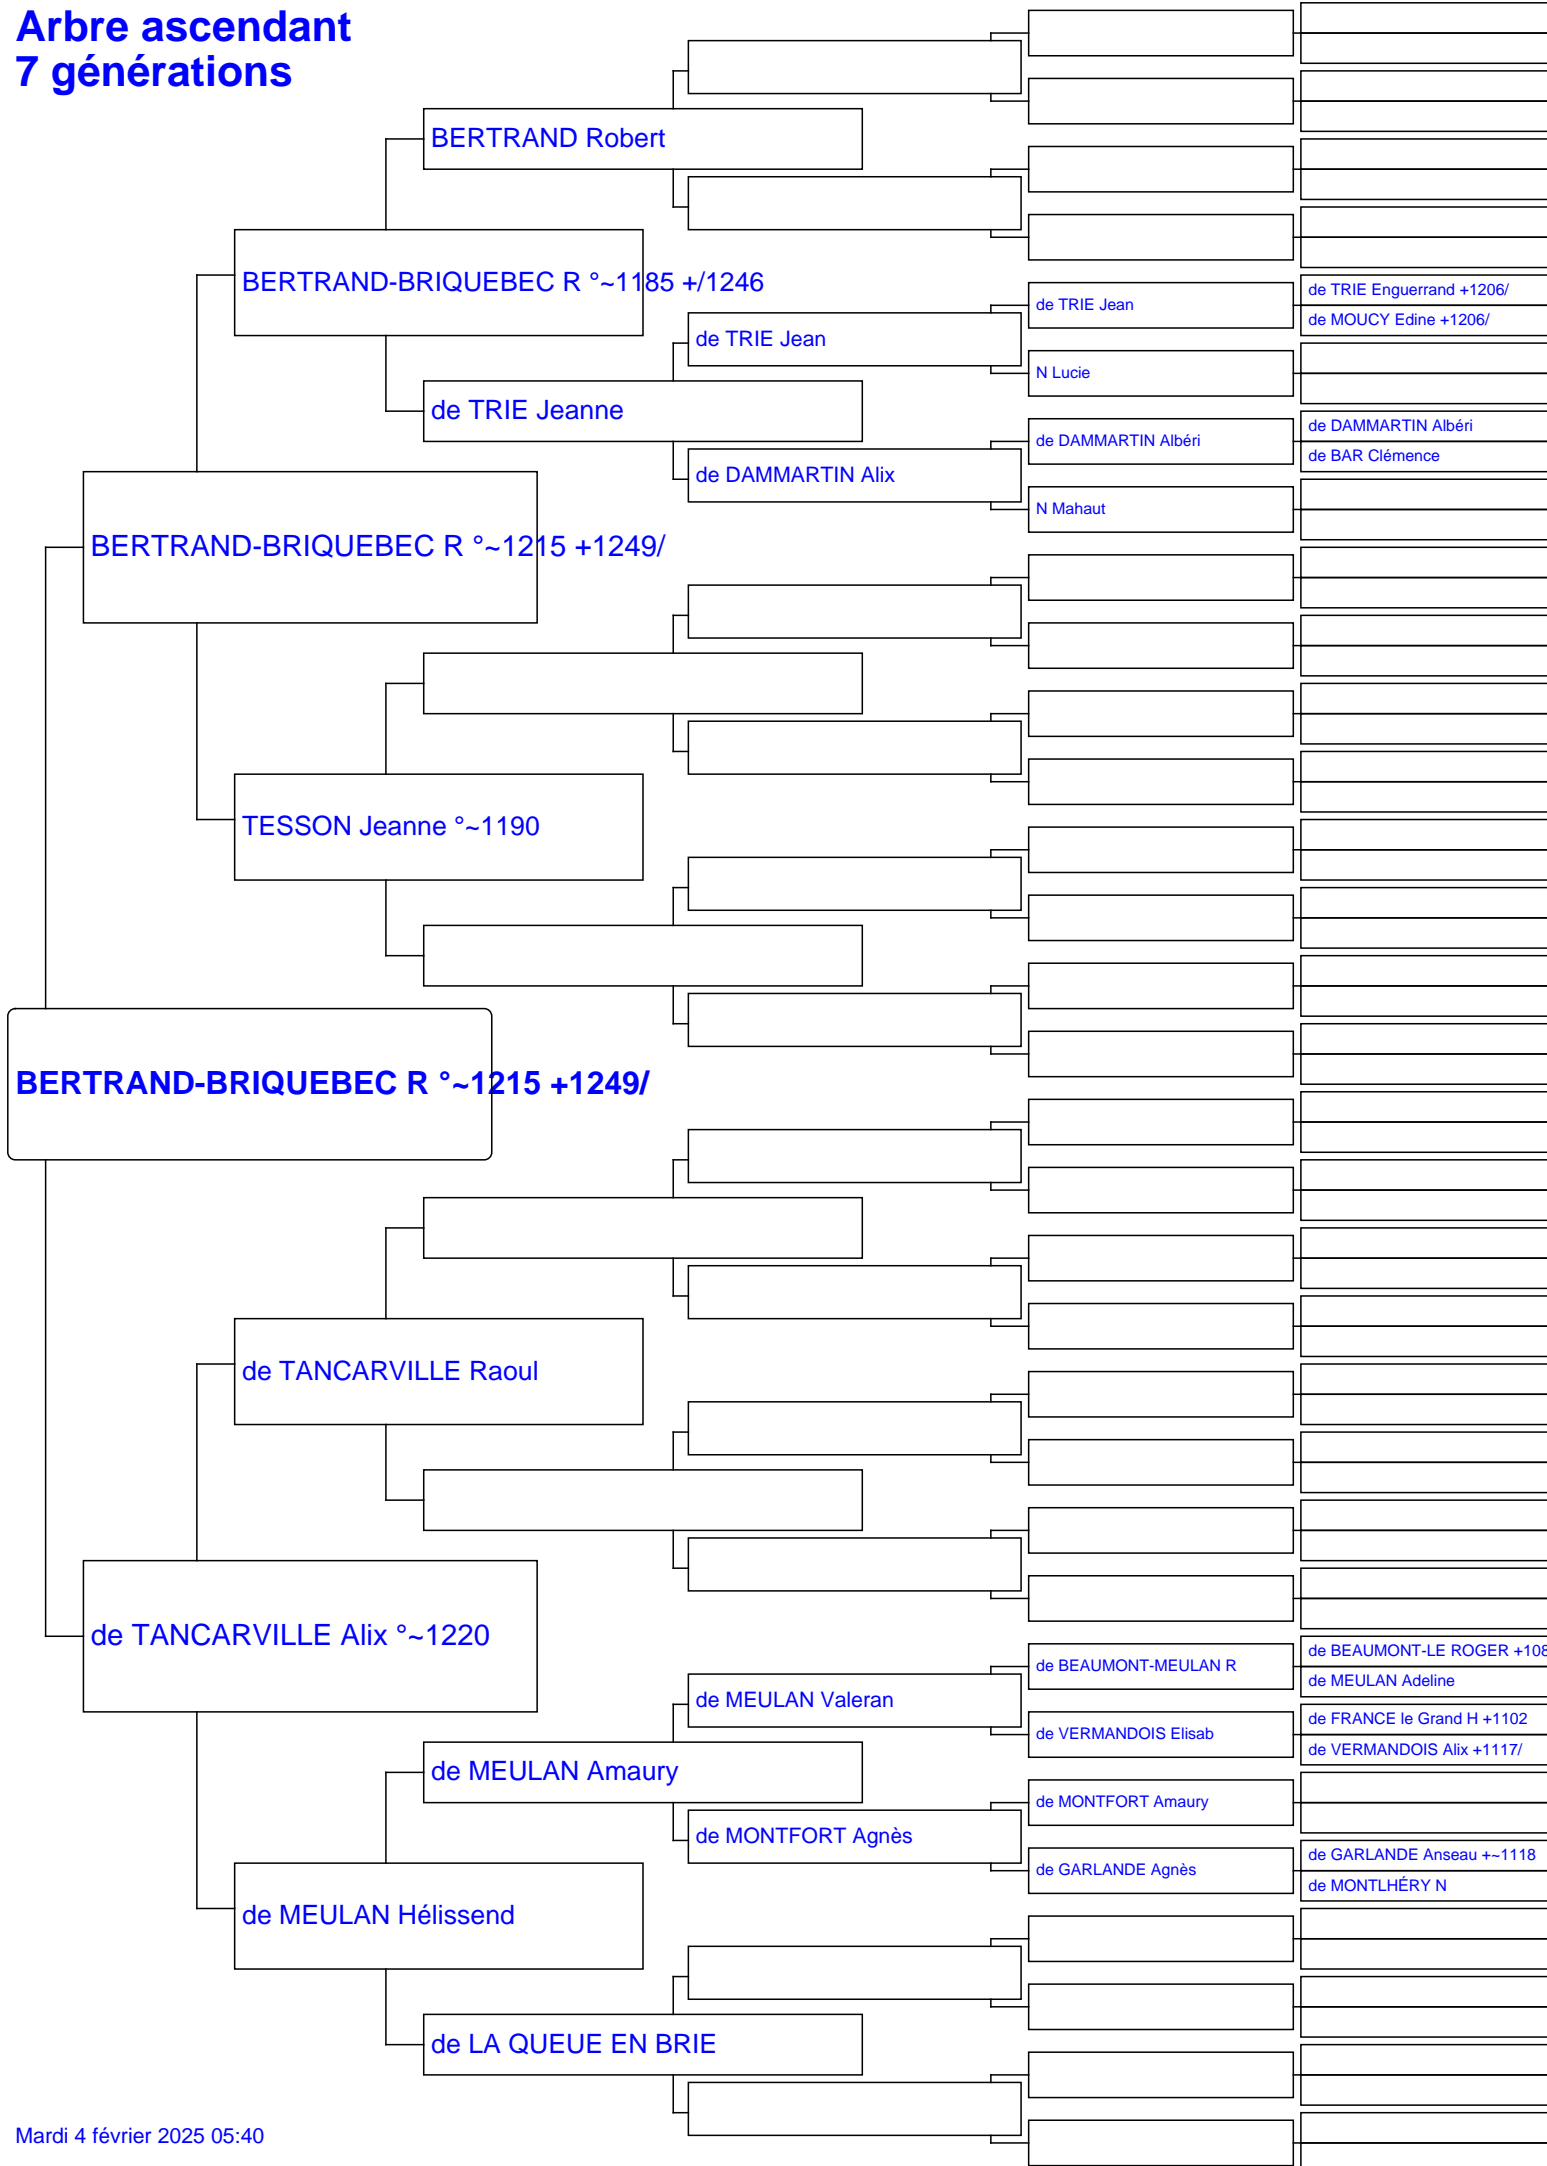 Arbre ascendant
7 générations
BERTRAND Robert
BERTRAND-BRIQUEBEC R °~1185 +/1246
de TRIE Jean
de TRIE Enguerrand +1206/
de MOUCY Edine +1206/
de TRIE Jean
N Lucie
de TRIE Jeanne
de DAMMARTIN Albéri
de DAMMARTIN Albéri
de BAR Clémence
de DAMMARTIN Alix
N Mahaut
BERTRAND-BRIQUEBEC R °~1215 +1249/
TESSON Jeanne °~1190
BERTRAND-BRIQUEBEC R °~1215 +1249/
de TANCARVILLE Raoul
de TANCARVILLE Alix °~1220
de BEAUMONT-MEULAN R
de BEAUMONT-LE ROGER +108
de MEULAN Adeline
de MEULAN Valeran
de VERMANDOIS Elisab
de FRANCE le Grand H +1102
de VERMANDOIS Alix +1117/
de MEULAN Amaury
de MONTFORT Amaury
de MONTFORT Agnès
de GARLANDE Agnès
de GARLANDE Anseau +~1118
de MONTLHÉRY N
de MEULAN Hélissend
de LA QUEUE EN BRIE
Mardi 4 février 2025 05:40